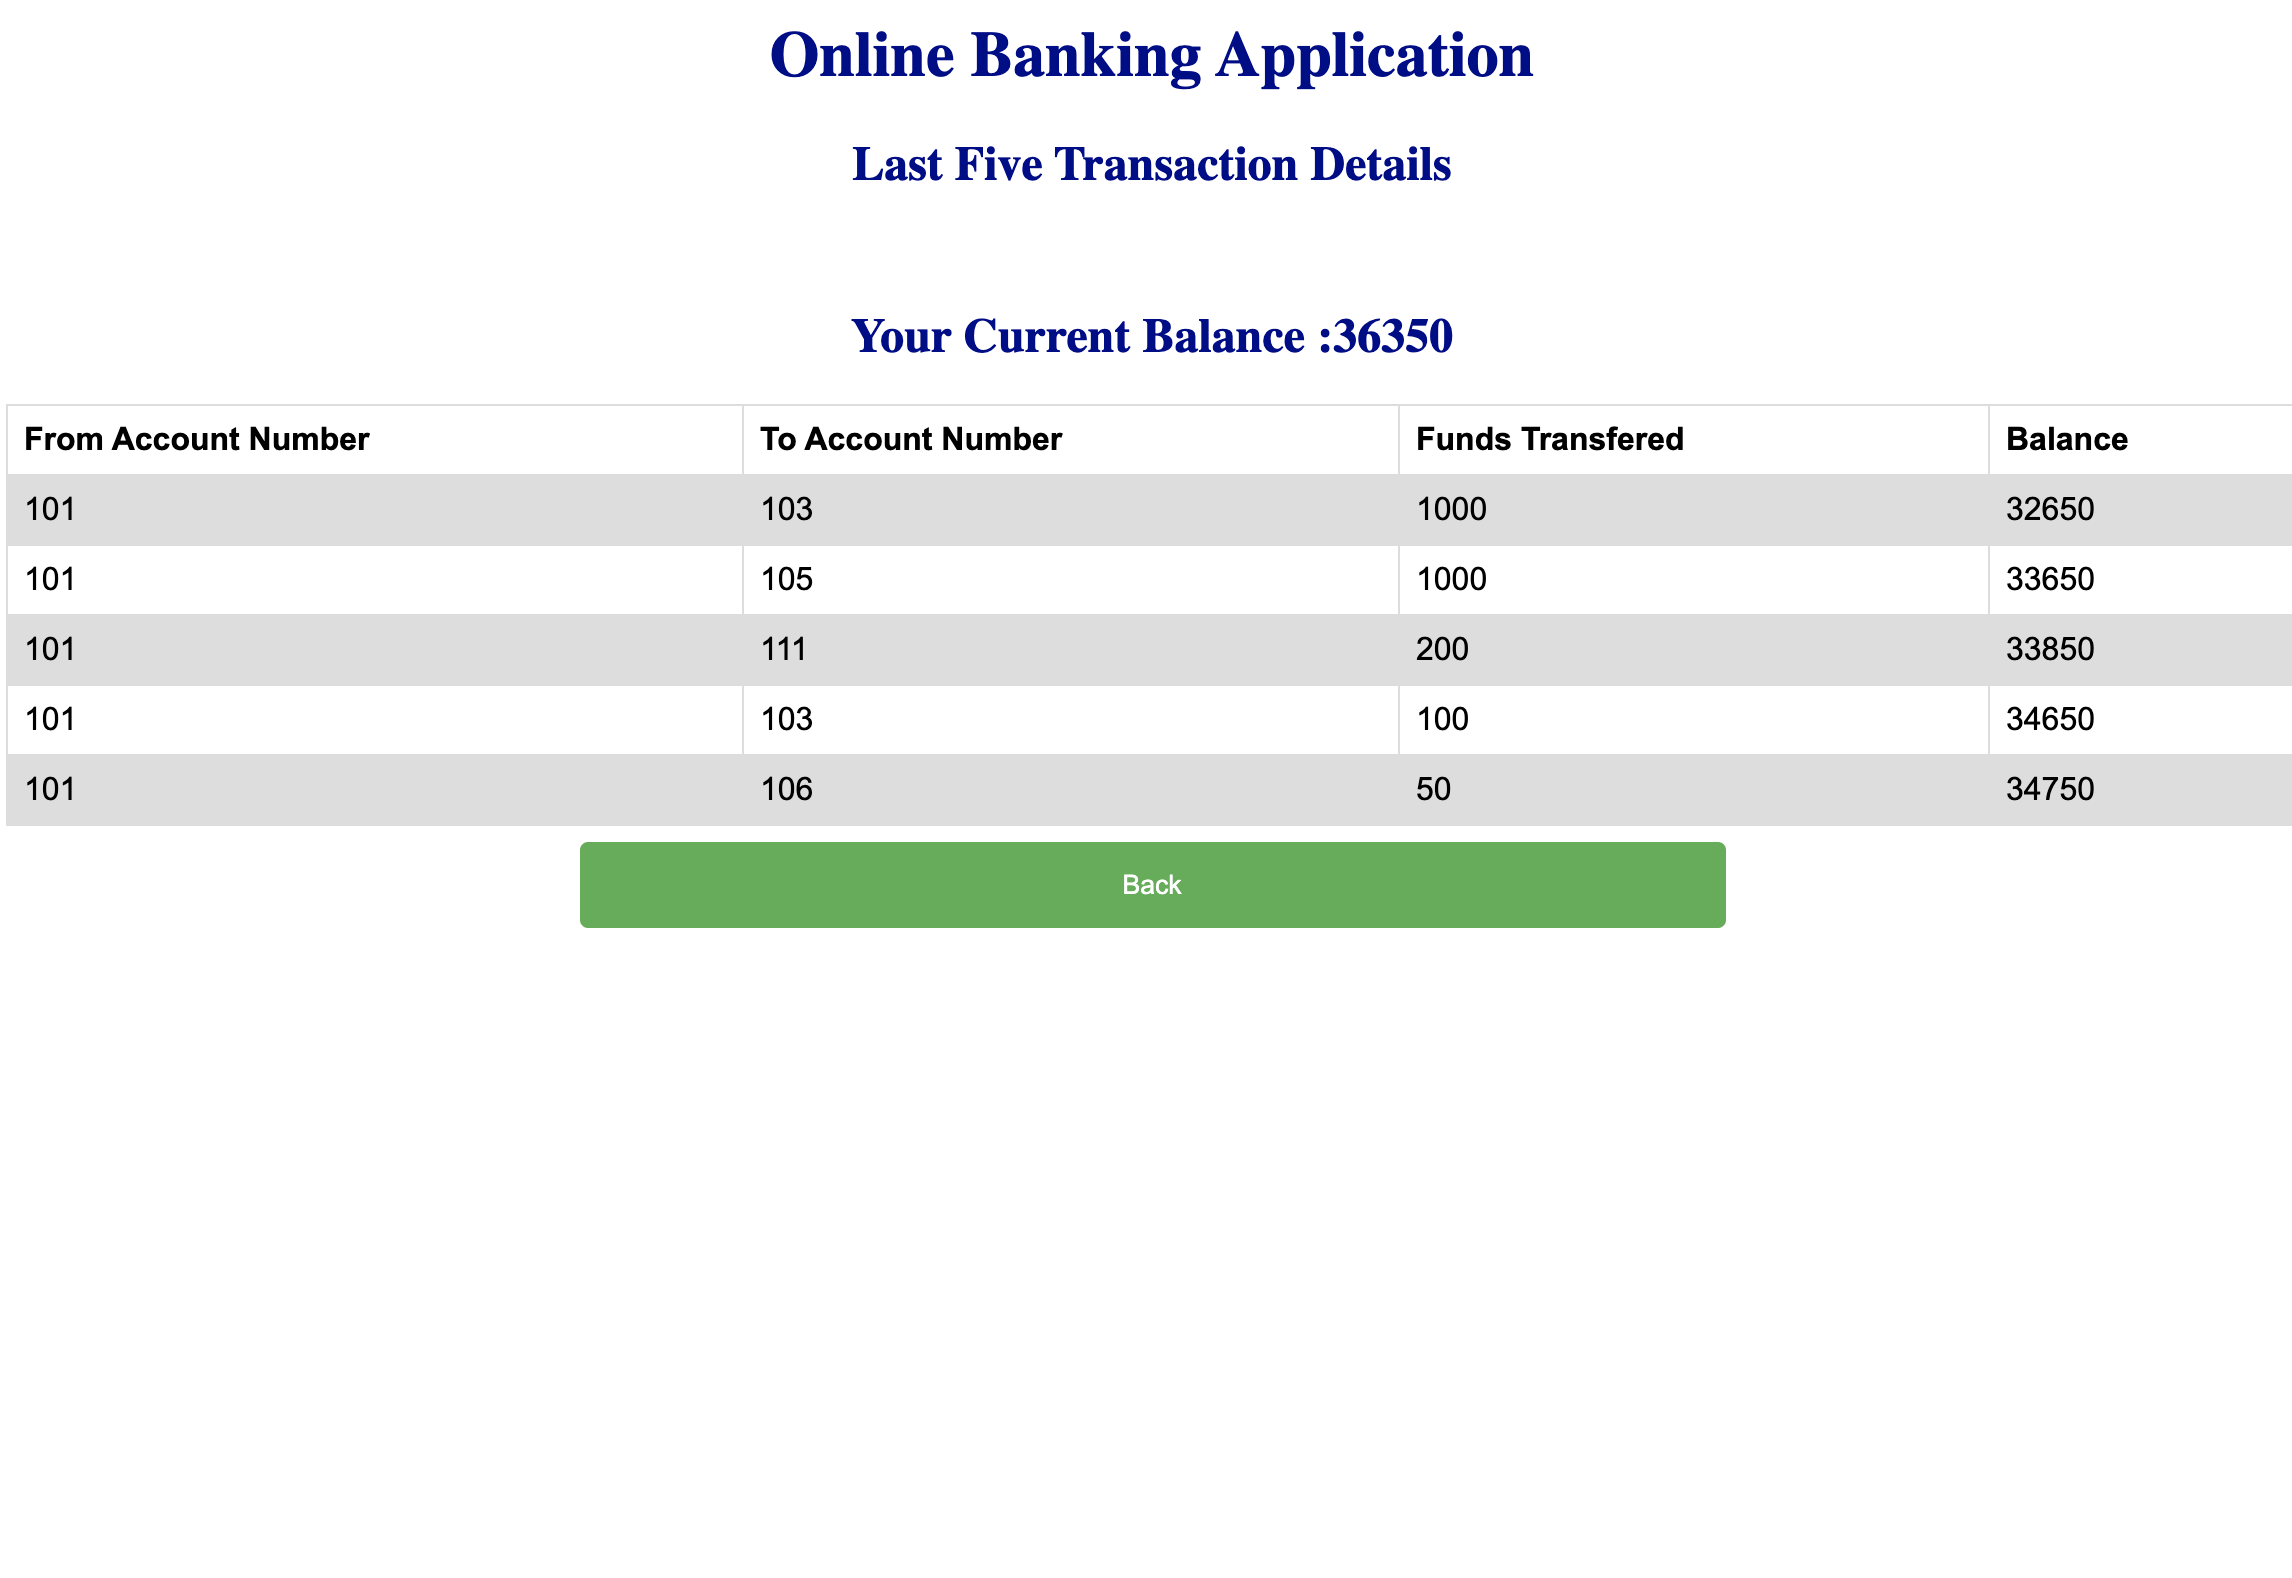 Online Banking Application
Last Five Transaction Details
Your Current Balance :36350
From Account Number To Account Number Funds Transfered Balance
101 103 1000 32650
101 105 1000 33650
101 111 200 33850
101 103 100 34650
101 106 50 34750
Back